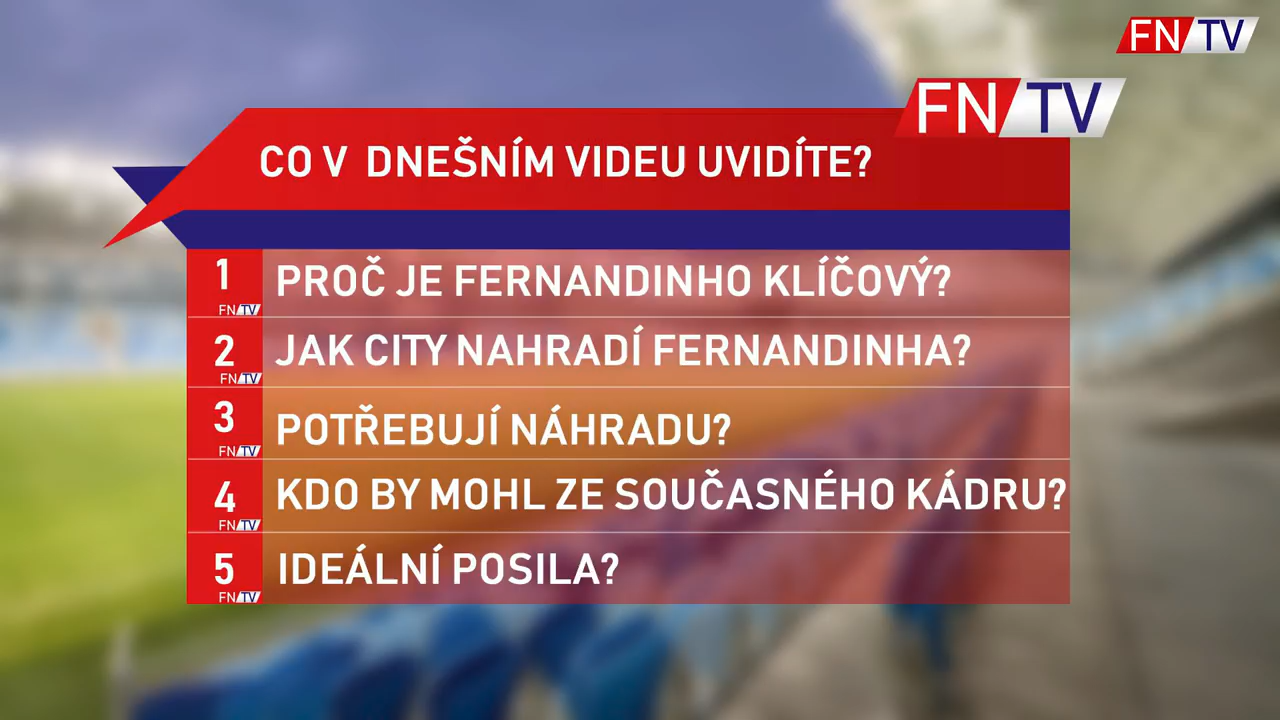 FN/TV
FN/TV
CO V DNEŠNÍM VIDEU UVIDÍTE?
1 PROČ JE FERNANDINHO KLÍČOVÝ?
FN/TV
2 JAK CITY NAHRADÍ FERNANDINHA?
FN/TV
3 POTŘEBUJÍ NÁHRADU?
FN/TV
4 KDO BY MOHL ZE SOUČASNÉHO KÁDRU?
FN/TV
5 IDEÁLNÍ POSILA?
FN/TV